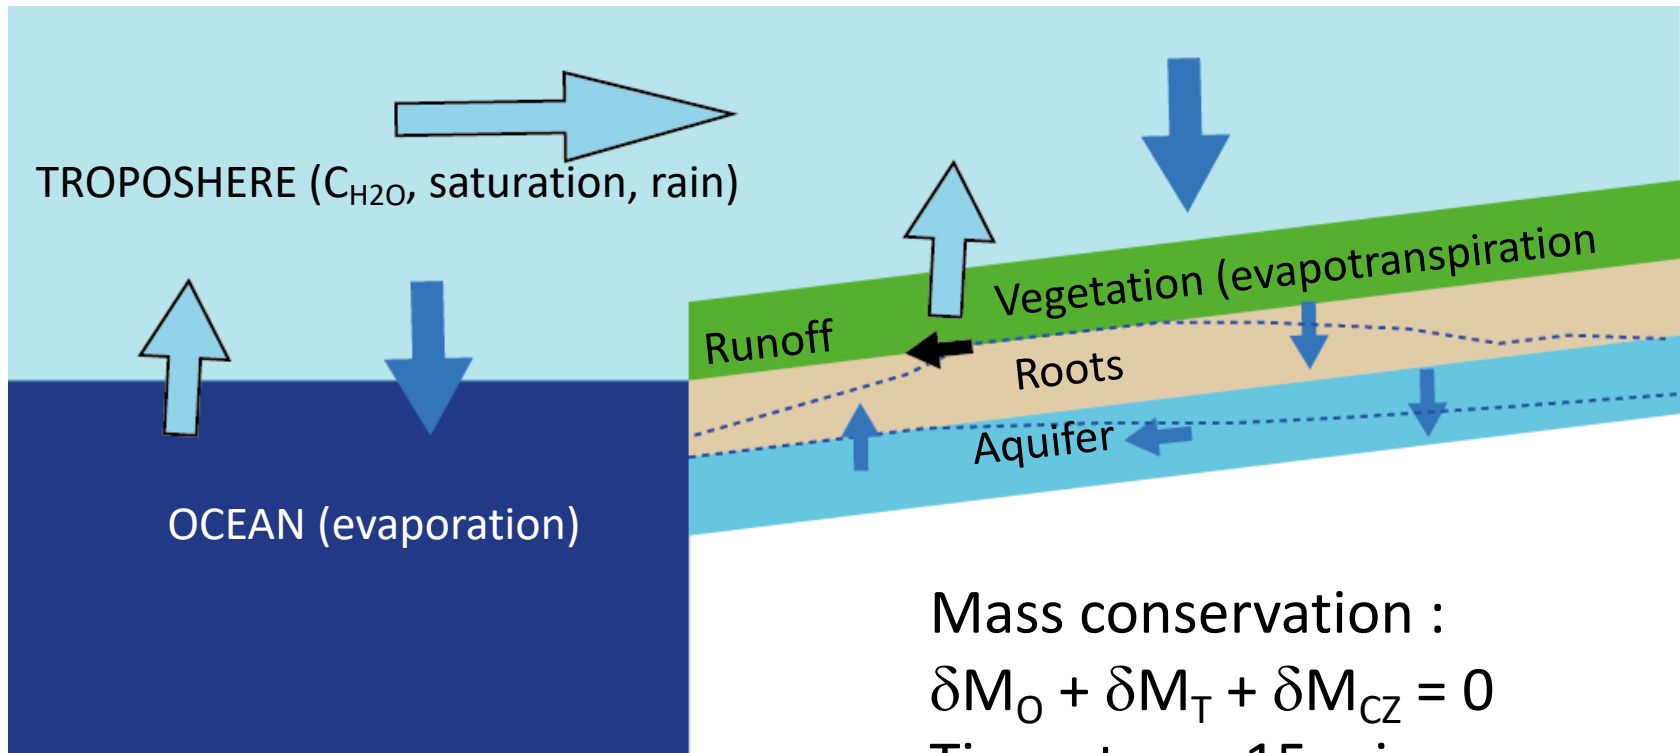 TROPOSHERE (CH2O, saturation, rain)
Vegetation (evapotranspiration
Runoff
Roots
Aquifer
OCEAN (evaporation)
Mass conservation :
δMO + δMT + δMCZ = 0